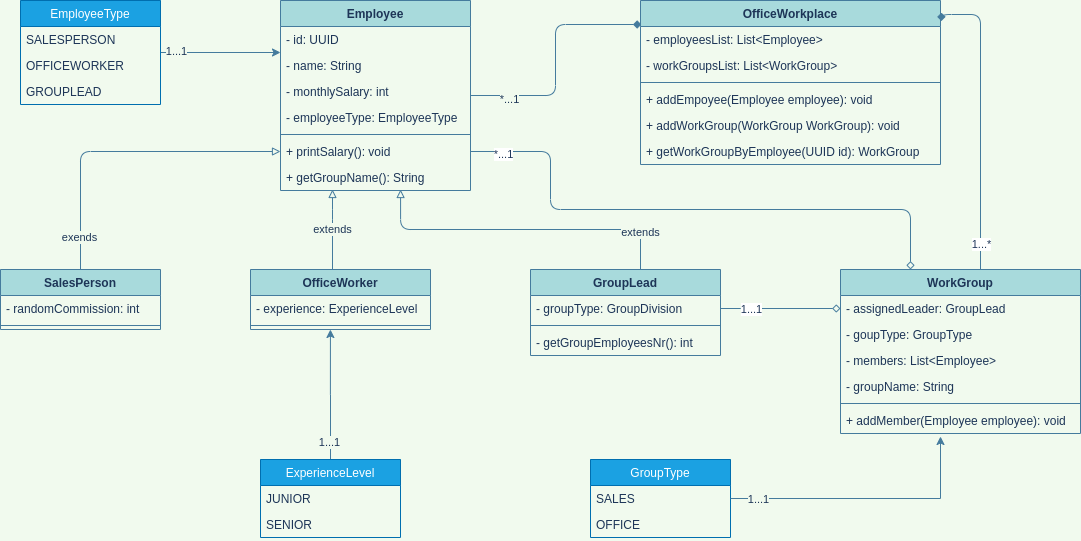 EmployeeType
SALESPERSON
OFFICEWORKER
GROUPLEAD
1...1
Employee
- id: UUID
- name: String
- monthlySalary: int
- employeeType: EmployeeType
+ printSalary(): void
+ getGroupName(): String
*...1
*...1
OfficeWorkplace
- employeesList: List<Employee>
- workGroupsList: List<WorkGroup>
+ addEmpoyee(Employee employee): void
+ addWorkGroup(WorkGroup WorkGroup): void
+ getWorkGroupByEmployee(UUID id): WorkGroup
exends
extends
extends
1...*
SalesPerson
- randomCommission: int
OfficeWorker
- experience: ExperienceLevel
GroupLead
- groupType: GroupDivision
- getGroupEmployeesNr(): int
1...1
WorkGroup
- assignedLeader: GroupLead
- goupType: GroupType
- members: List<Employee>
- groupName: String
+ addMember(Employee employee): void
1...1
ExperienceLevel
JUNIOR
SENIOR
GroupType
SALES
OFFICE
1...1